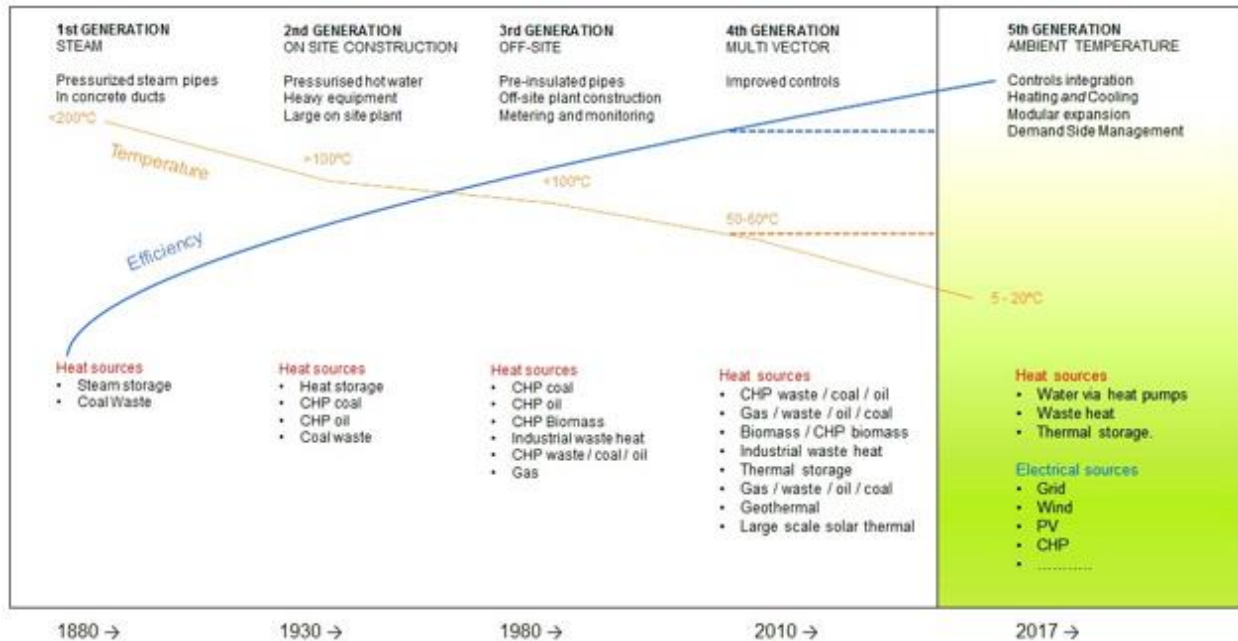 1st GENERATION
STEAM
Pressurized steam pipes
In concrete ducts
<200ºC
Temperature
Efficiency
Heat sources
• Steam storage
• Coal Waste
1880 →
2nd GENERATION
ON SITE CONSTRUCTION
Pressurised hot water
Heavy equipment
Large on site plant
>100ºC
Heat sources
• Heat storage
• CHP coal
• CHP oil
• Coal waste
1930 →
3rd GENERATION
OFF-SITE
Pre-insulated pipes
Off-site plant construction
Metering and monitoring
<100ºC
Heat sources
• CHP coal
• CHP oil
• CHP Biomass
• Industrial waste heat
• CHP waste / coal / oil
• Gas
1980 →
4th GENERATION
MULTI VECTOR
Improved controls
50-60ºC
Heat sources
• CHP waste / coal / oil
• Gas / waste / oil / coal
• Biomass / CHP biomass
• Industrial waste heat
• Thermal storage
• Gas / waste / oil / coal
• Geothermal
• Large scale solar thermal
2010 →
5th GENERATION
AMBIENT TEMPERATURE
Controls integration
Heating and Cooling
Modular expansion
Demand Side Management
5 - 20ºC
Heat sources
• Water via heat pumps
• Waste heat
• Thermal storage.
Electrical sources
• Grid
• Wind
• PV
• CHP
• ...........
2017 →